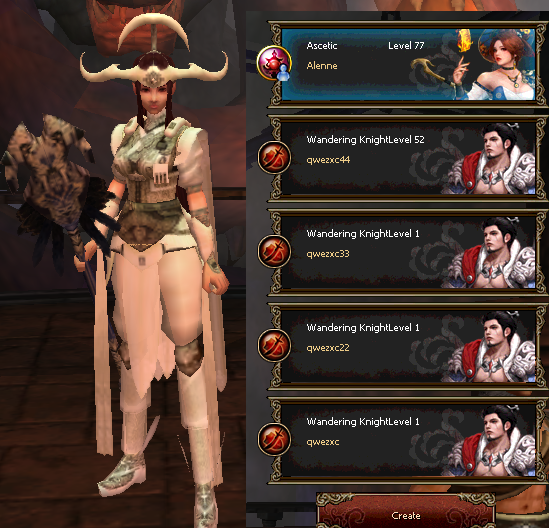 Ascetic Level 77
Alenne
Wandering KnightLevel 52
qwezxc44
Wandering KnightLevel 1
qwezxc33
Wandering KnightLevel 1
qwezxc22
Wandering KnightLevel 1
qwezxc
Create